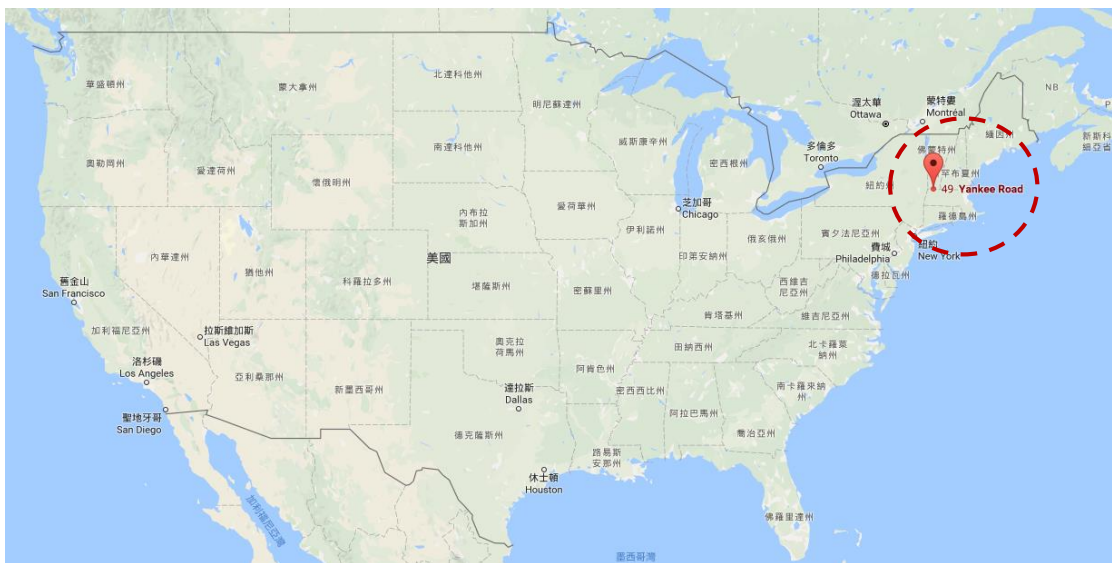 華盛頓州
蒙大拿州
北達科他州
明尼蘇達州
渥太華
Ottawa
蒙特婁
Montréal
NB
P
新斯科
細亞省
緬因州
佛蒙特州
罕布夏州
奧勒岡州
愛達荷州
懷俄明州
南達科他州
威斯康辛州
密西根州
多倫多
Toronto
紐約州
49 Yankee Road
羅德島州
內布拉
斯加州
愛荷華州
芝加哥
Chicago
伊利諾州
印第安納州
俄亥俄州
賓夕法尼亞州
費城
Philadelphia
紐約
New York
德拉瓦州
內華達州
猶他州
科羅拉多州
美國
堪薩斯州
密蘇里州
西維吉
尼亞州
維吉尼亞州
肯塔基州
舊金山
San Francisco
加利福尼亞州
拉斯維加斯
Las Vegas
奧克拉
荷馬州
田納西州
北卡羅萊
納州
洛杉磯
Los Angeles
亞利桑那州
新墨西哥州
阿肯色州
南卡羅來納
州
聖地牙哥
San Diego
達拉斯
Dallas
密西西比州
阿拉巴馬州
喬治亞州
德克薩斯州
路易斯
安那州
休士頓
Houston
佛羅里達州
加利福尼亞灣
墨西哥灣